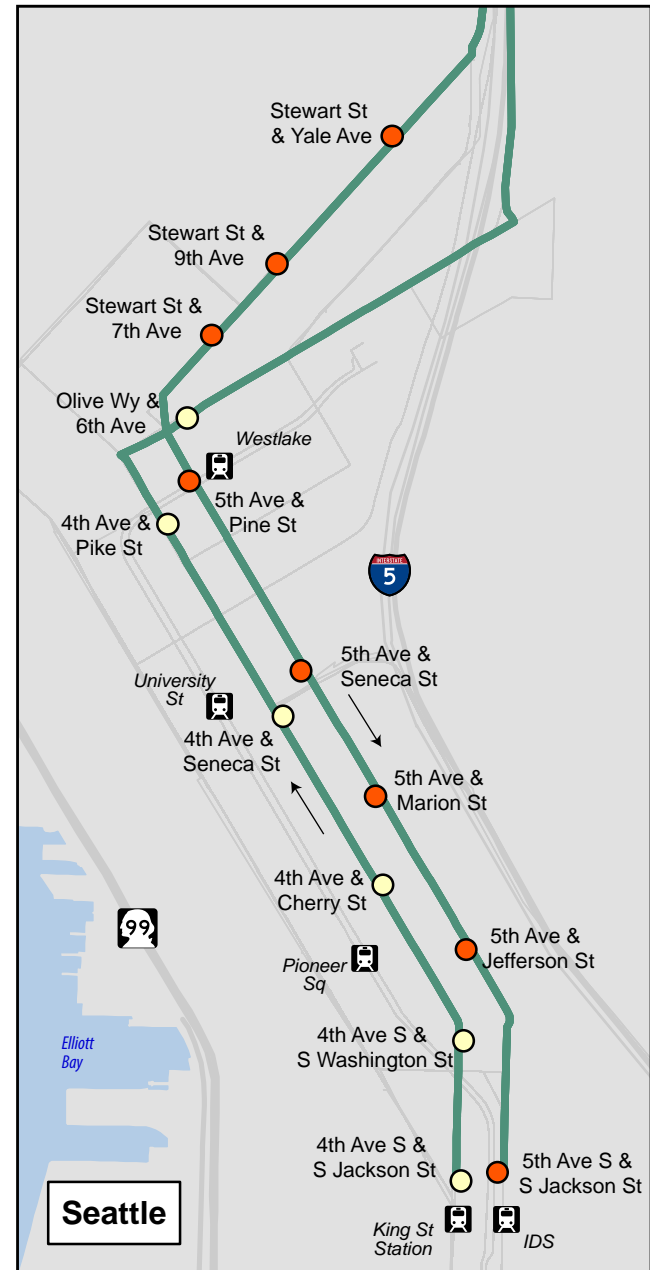 Stewart St
& Yale Ave
Stewart St &
9th Ave
Stewart St &
7th Ave
Olive Wy &
6th Ave
Westlake
5th Ave &
Pine St
4th Ave &
Pike St
INTERSTATE
5
5th Ave &
Seneca St
University
St
4th Ave &
Seneca St
5th Ave &
Marion St
4th Ave &
Cherry St
99
5th Ave &
Jefferson St
Pioneer
Sq
4th Ave S &
S Washington St
Elliott
Bay
4th Ave S &
S Jackson St
5th Ave S &
S Jackson St
Seattle
King St
Station
IDS